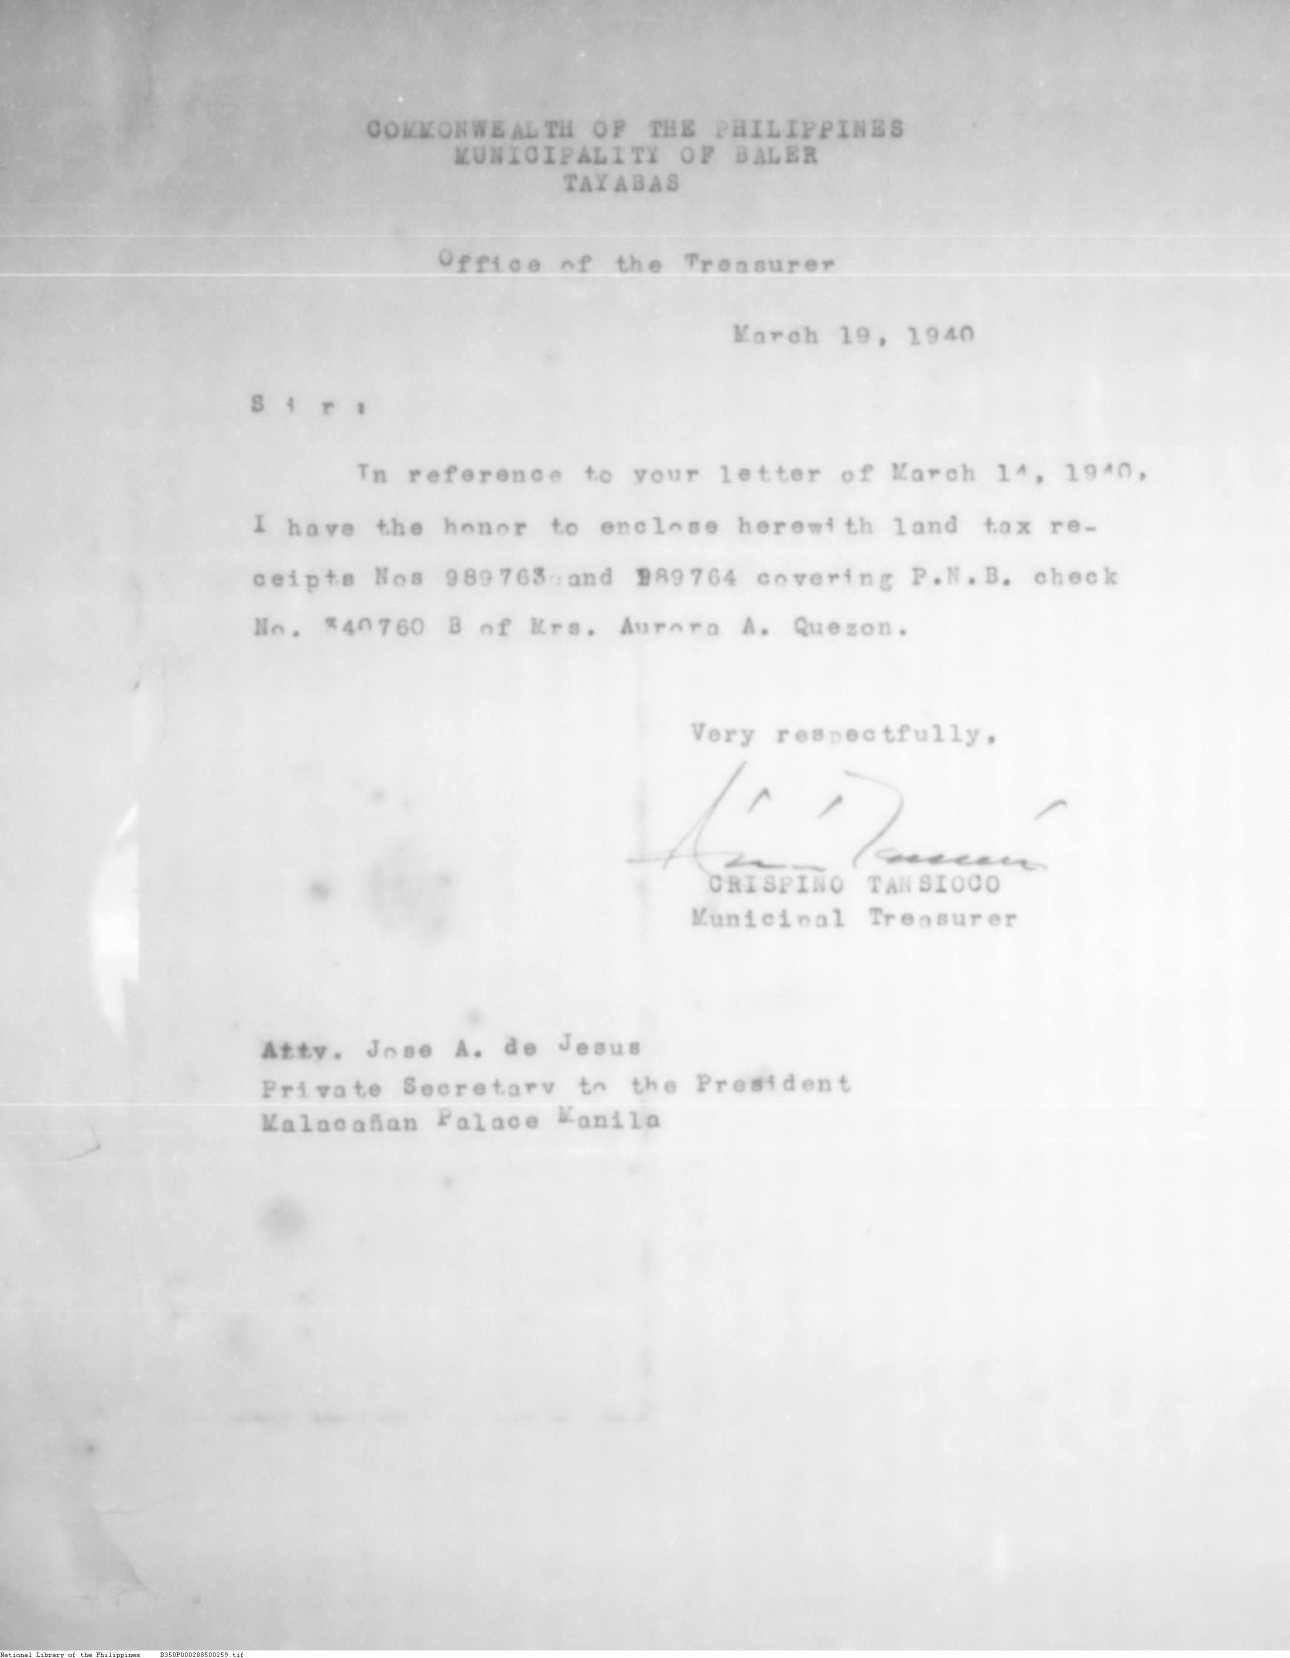 COMMONWEALTH OF THE PHILIPPINES
MUNICIPALITY OF BALER
TAYABAS
Office of the Treasurer
March 19, 1940
S i r :
In reference to your letter of March 14, 1940,
I have the honor to enclose herewith land tax re-
ceipts Nos 989763 and 989764 covering P.N.B. check
No. 340760 B of Mrs. Aurora A. Quezon.
Very respectfully,
CRISPINO TANSIOCO
Municipal Treasurer
Atty. Jose A. de Jesus
Private Secretary to the President
Malacañan Palace Manila
National Library of the Philippines B350P000288500259.tif